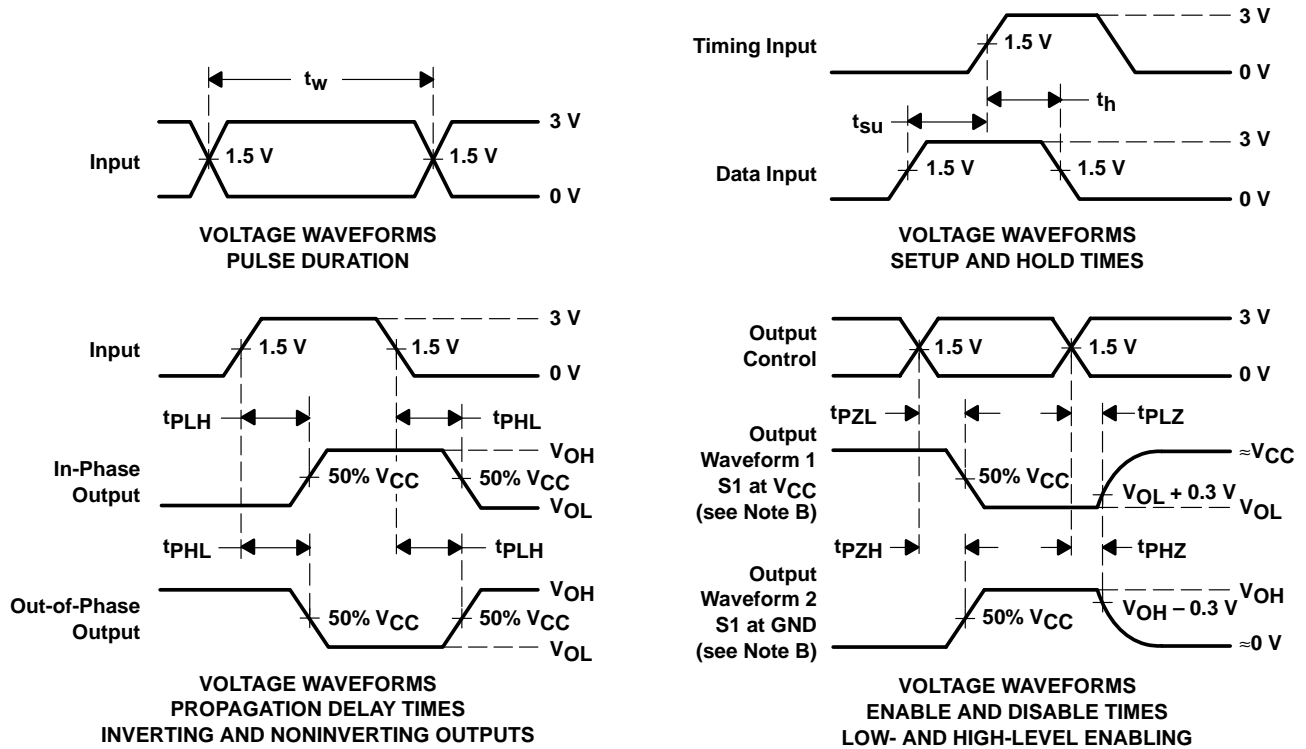 t_w
3 V
Input
1.5 V
1.5 V
0 V
VOLTAGE WAVEFORMS
PULSE DURATION
3 V
Timing Input
1.5 V
0 V
t_h
t_su
3 V
Data Input
1.5 V
1.5 V
0 V
VOLTAGE WAVEFORMS
SETUP AND HOLD TIMES
3 V
Input
1.5 V
1.5 V
0 V
t_PLH
t_PHL
V_OH
In-Phase
Output
50% V_CC
50% V_CC
V_OL
t_PHL
t_PLH
V_OH
Out-of-Phase
Output
50% V_CC
50% V_CC
V_OL
VOLTAGE WAVEFORMS
PROPAGATION DELAY TIMES
INVERTING AND NONINVERTING OUTPUTS
3 V
Output
Control
1.5 V
1.5 V
0 V
t_PZL
t_PLZ
Output
Waveform 1
S1 at V_CC
(see Note B)
≈V_CC
50% V_CC
V_OL + 0.3 V
V_OL
t_PZH
t_PHZ
Output
Waveform 2
S1 at GND
(see Note B)
V_OH
50% V_CC
V_OH – 0.3 V
≈0 V
VOLTAGE WAVEFORMS
ENABLE AND DISABLE TIMES
LOW- AND HIGH-LEVEL ENABLING